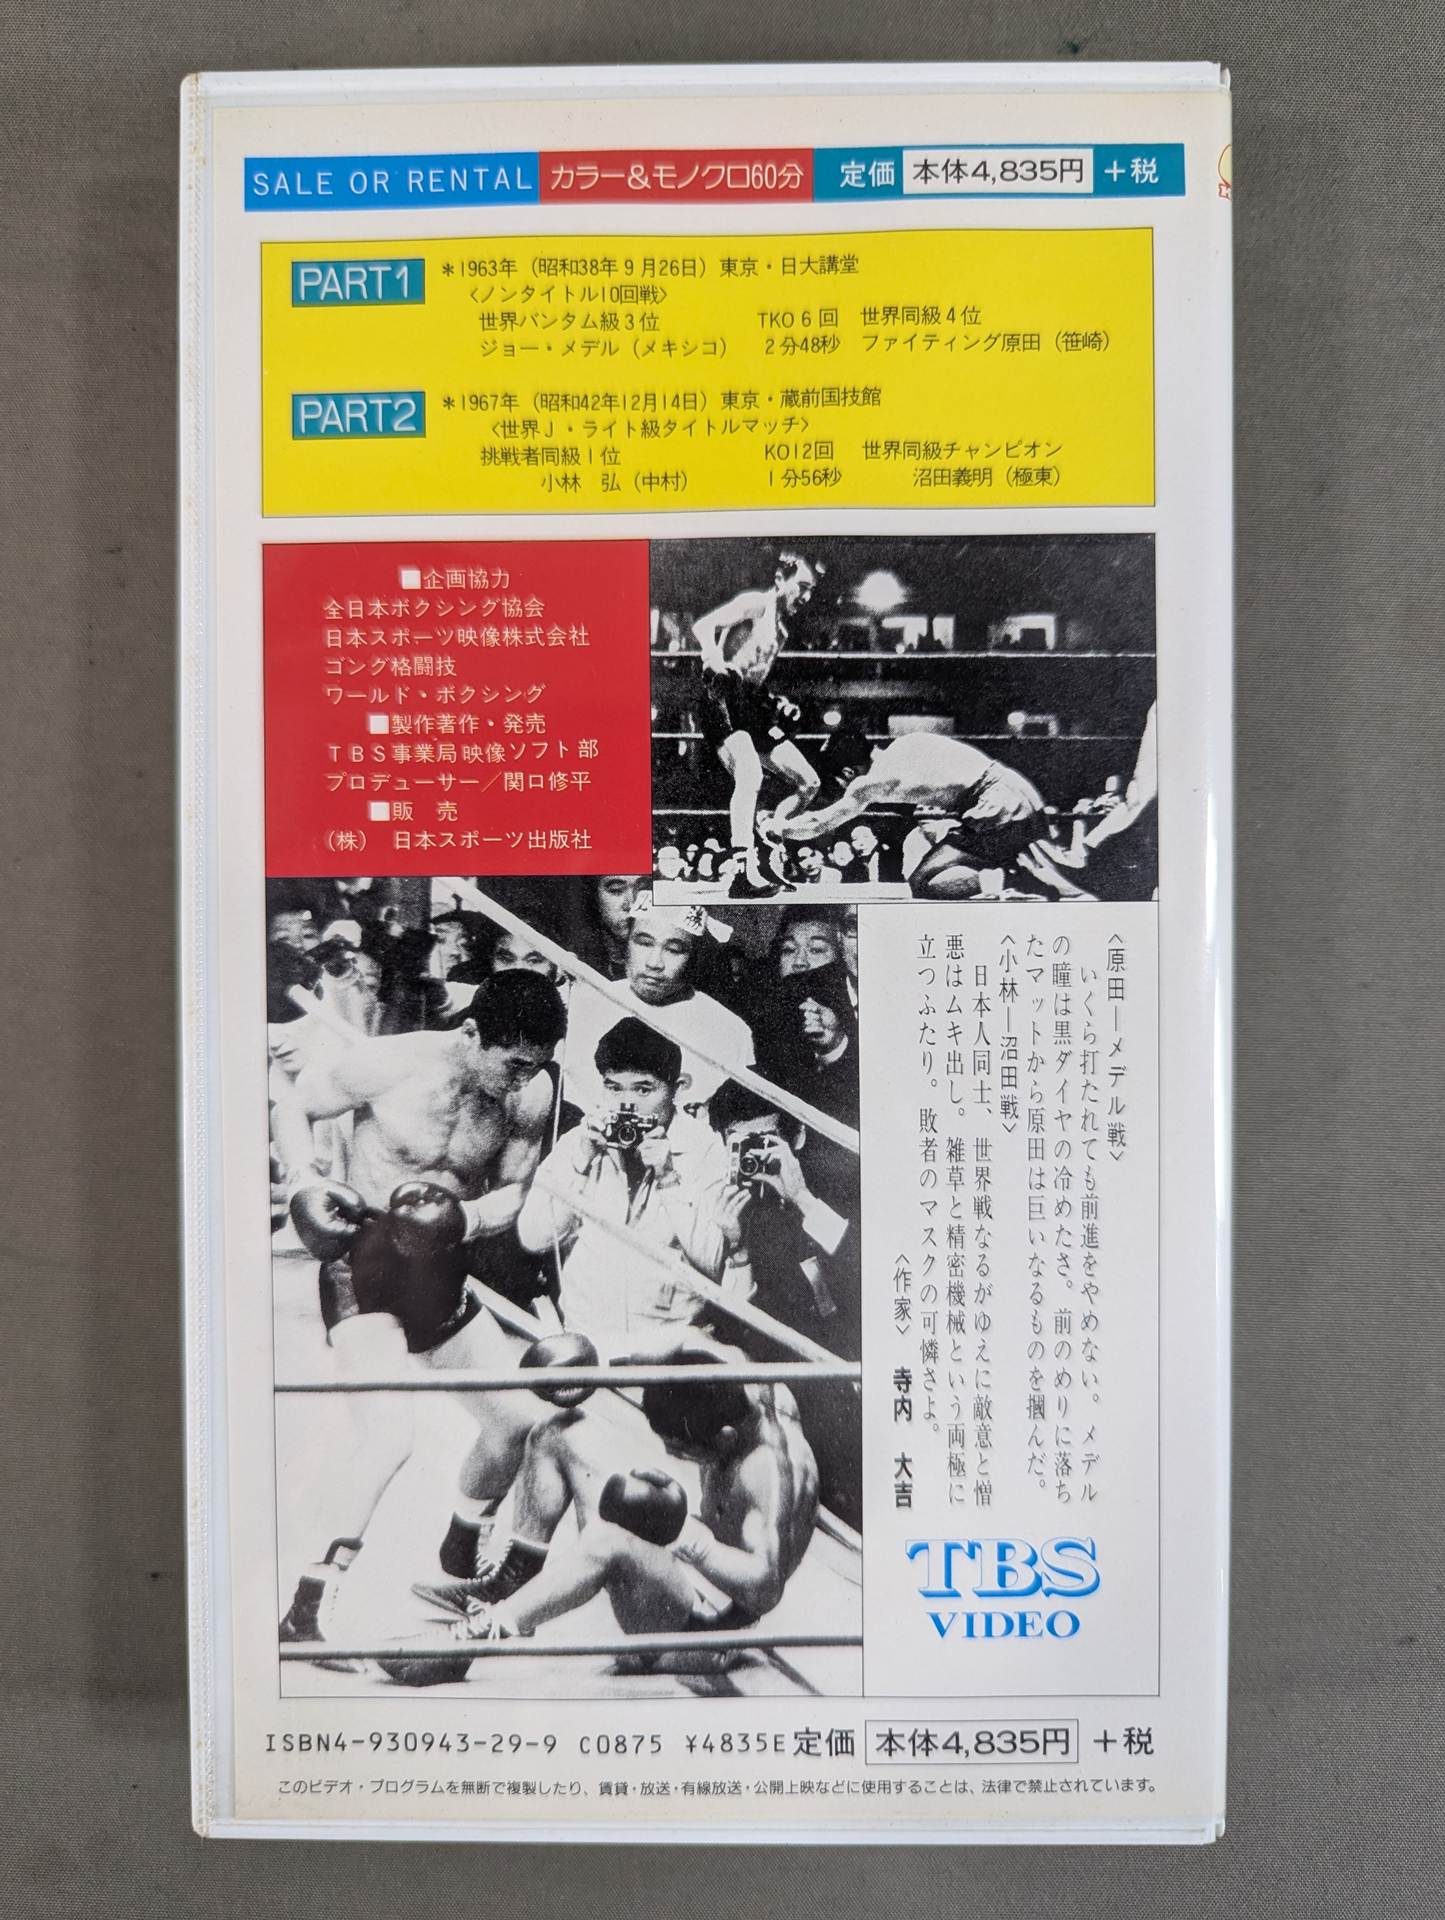 SALE OR RENTAL カラー&モノクロ60分 定価 本体4,835円 +税
PART1 *1963年(昭和38年9月26日)東京・日大講堂
〈ノンタイトル10回戦〉
世界バンタム級3位 TKO6回 世界同級4位
ジョー・メデル(メキシコ) 2分48秒 ファイティング原田(笹崎)
PART2 *1967年(昭和42年12月14日)東京・蔵前国技館
〈世界J・ライト級タイトルマッチ〉
挑戦者同級1位 KO12回 世界同級チャンピオン
小林 弘(中村) 1分56秒 沼田義明(極東)
■企画協力
全日本ボクシング協会
日本スポーツ映像株式会社
ゴング格闘技
ワールド・ボクシング
■製作著作・発売
TBS事業局映像ソフト部
プロデューサー/関口修平
■販 売
(株) 日本スポーツ出版社
〈原田―メデル戦〉
いくら打たれても前進をやめない。メデル
の瞳は黒ダイヤの冷めたさ。前のめりに落ち
たマットから原田は巨いなるものを摑んだ。
〈小林―沼田戦〉
日本人同士、世界戦なるがゆえに敵意と憎
悪はムキ出し。雑草と精密機械という両極に
立つふたり。敗者のマスクの可憐さよ。
〈作家〉 寺内 大吉
勝
TBS
VIDEO
ISBN4-930943-29-9 C0875 ¥4835E 定価 本体4,835円 +税
このビデオ・プログラムを無断で複製したり、賃貸・放送・有線放送・公開上映などに使用することは、法律で禁止されています。